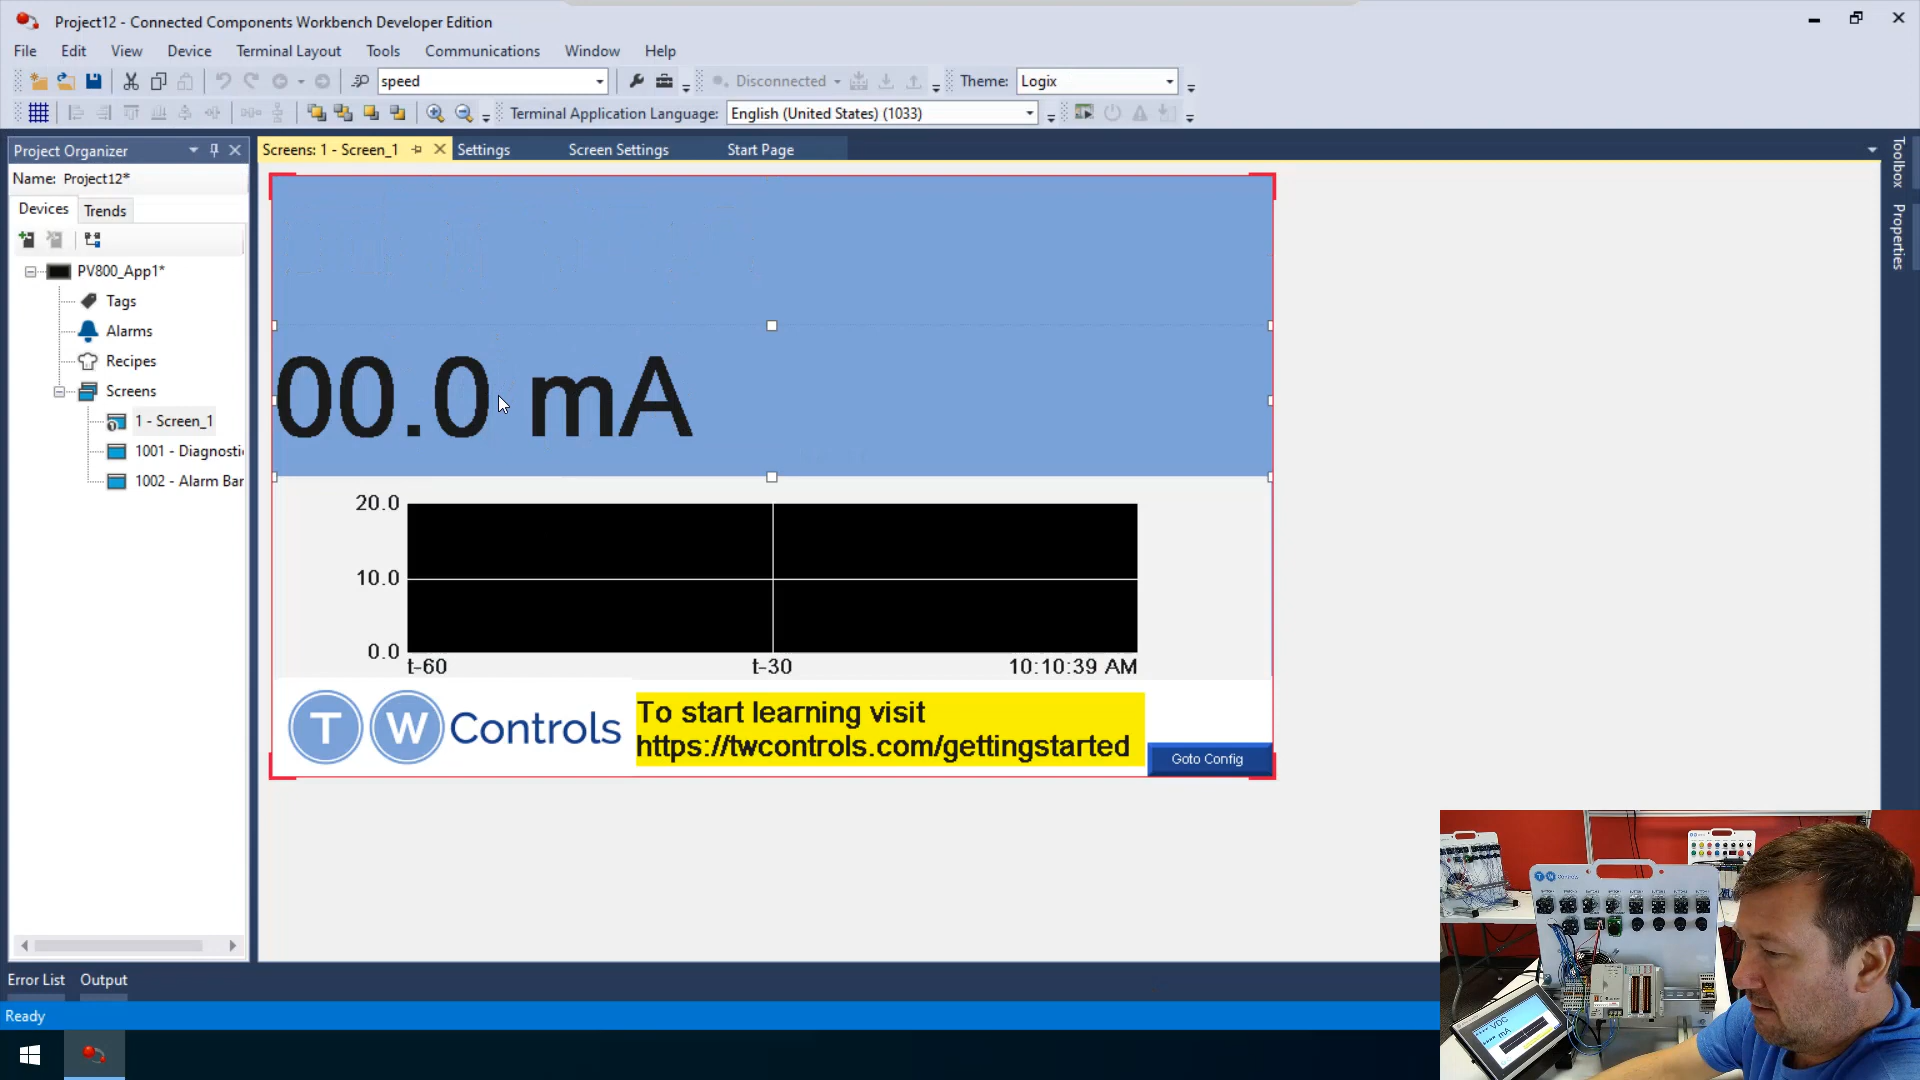 Project12 - Connected Components Workbench Developer Edition
File Edit View Device Terminal Layout Tools Communications Window Help
speed Disconnected Theme: Logix
Terminal Application Language: English (United States) (1033)
Project Organizer
Screens: 1 - Screen_1 Settings Screen Settings Start Page
Name: Project12*
Devices Trends
PV800_App1*
Tags
Alarms
Recipes
Screens
1 - Screen_1
1001 - Diagnosti
1002 - Alarm Bar
Toolbox
Properties
00.0 mA
20.0
10.0
0.0
t-60 t-30 10:10:39 AM
T W Controls
To start learning visit
https://twcontrols.com/gettingstarted
Goto Config
Error List Output
Ready
T W Controls
VDC
mA